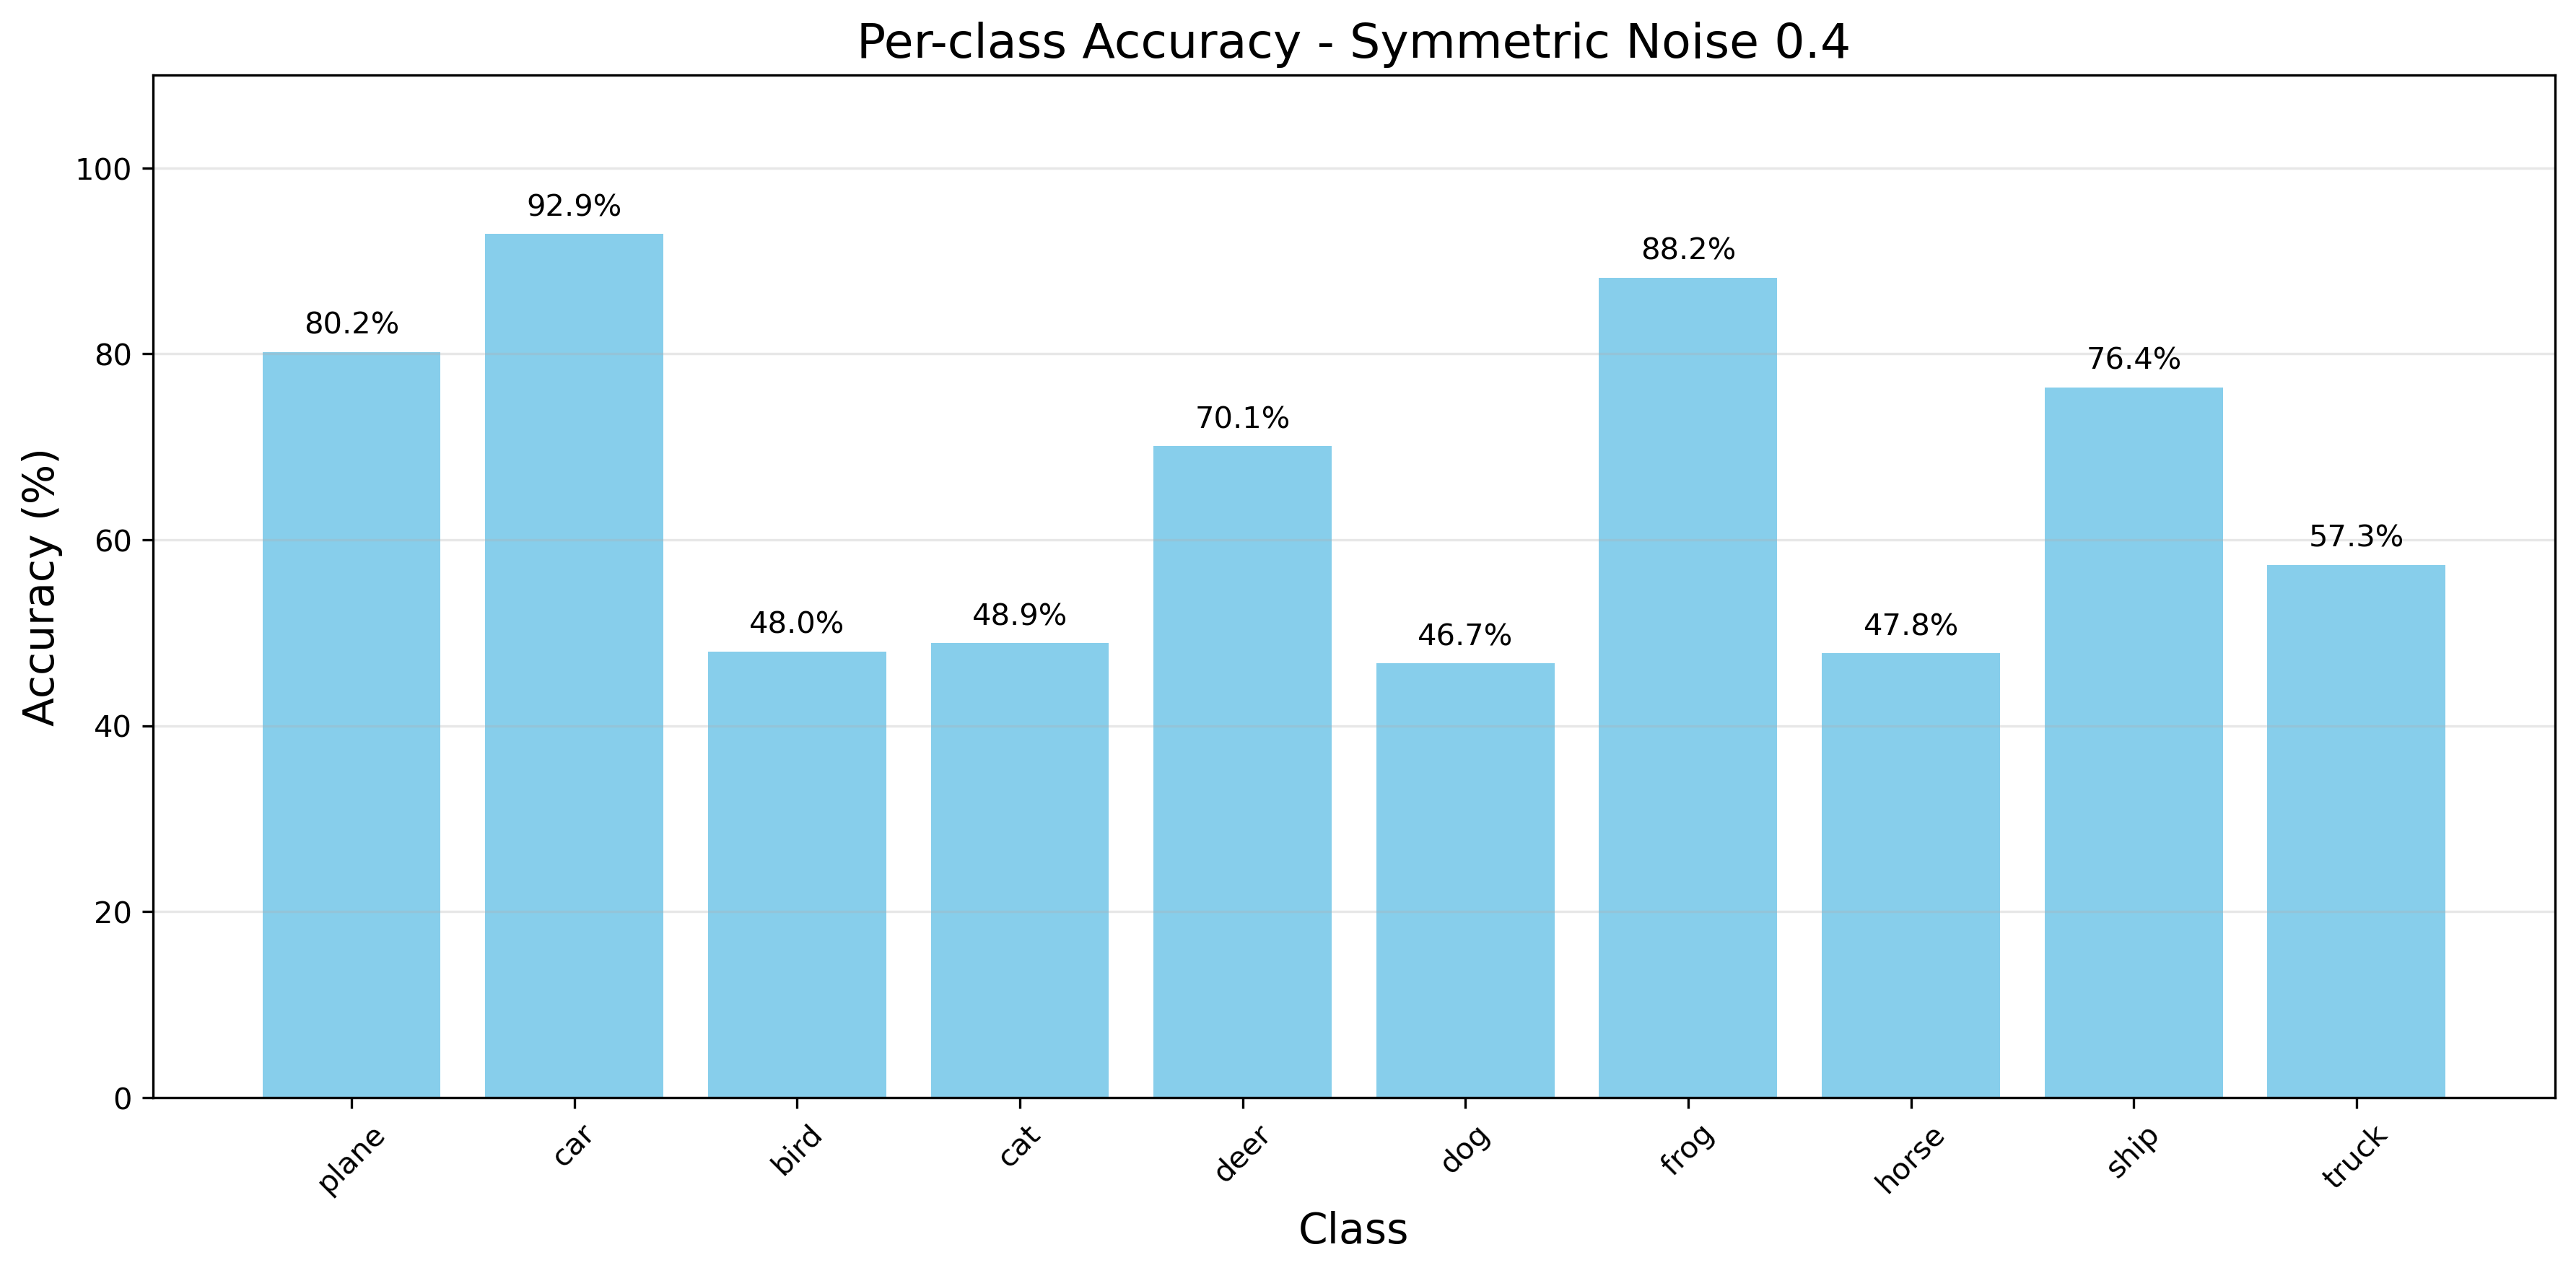 Per-class Accuracy - Symmetric Noise 0.4
Accuracy (%)
100
80
60
40
20
0
80.2%
92.9%
48.0%
48.9%
70.1%
46.7%
88.2%
47.8%
76.4%
57.3%
plane
car
bird
cat
deer
dog
frog
horse
ship
truck
Class